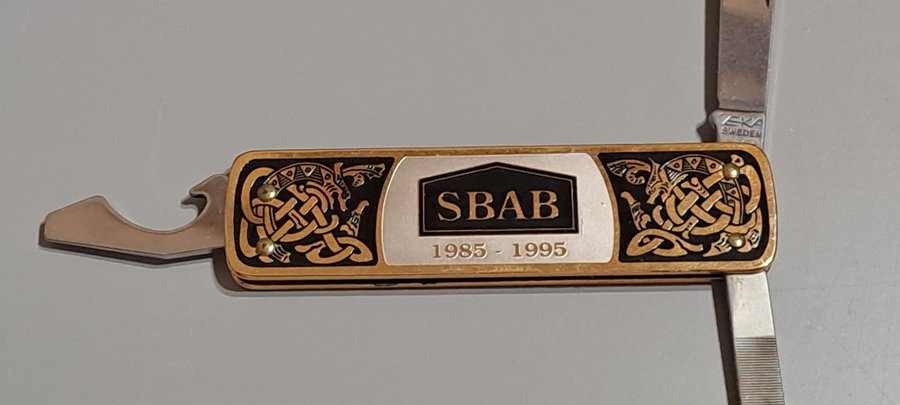 EKA
SWEDEN
SBAB
1985 - 1995